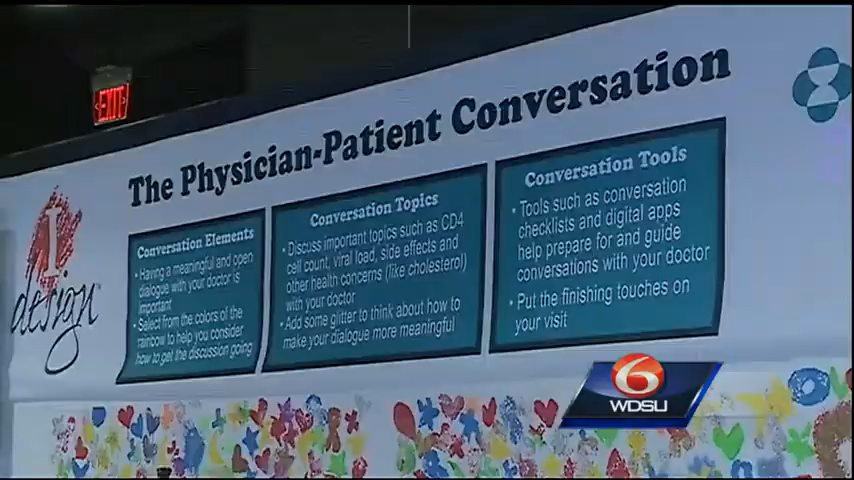 EXIT
The Physician-Patient Conversation
I
design™
Conversation Elements
• Having a meaningful and open
dialogue with your doctor is
important
• Select from the colors of the
rainbow to help you consider
how to get the discussion going
Conversation Topics
• Discuss important topics such as CD4
cell count, viral load, side effects and
other health concerns (like cholesterol)
with your doctor
• Add some glitter to think about how to
make your dialogue more meaningful
Conversation Tools
• Tools such as conversation
checklists and digital apps
help prepare for and guide
conversations with your doctor
• Put the finishing touches on
your visit
6
WDSU